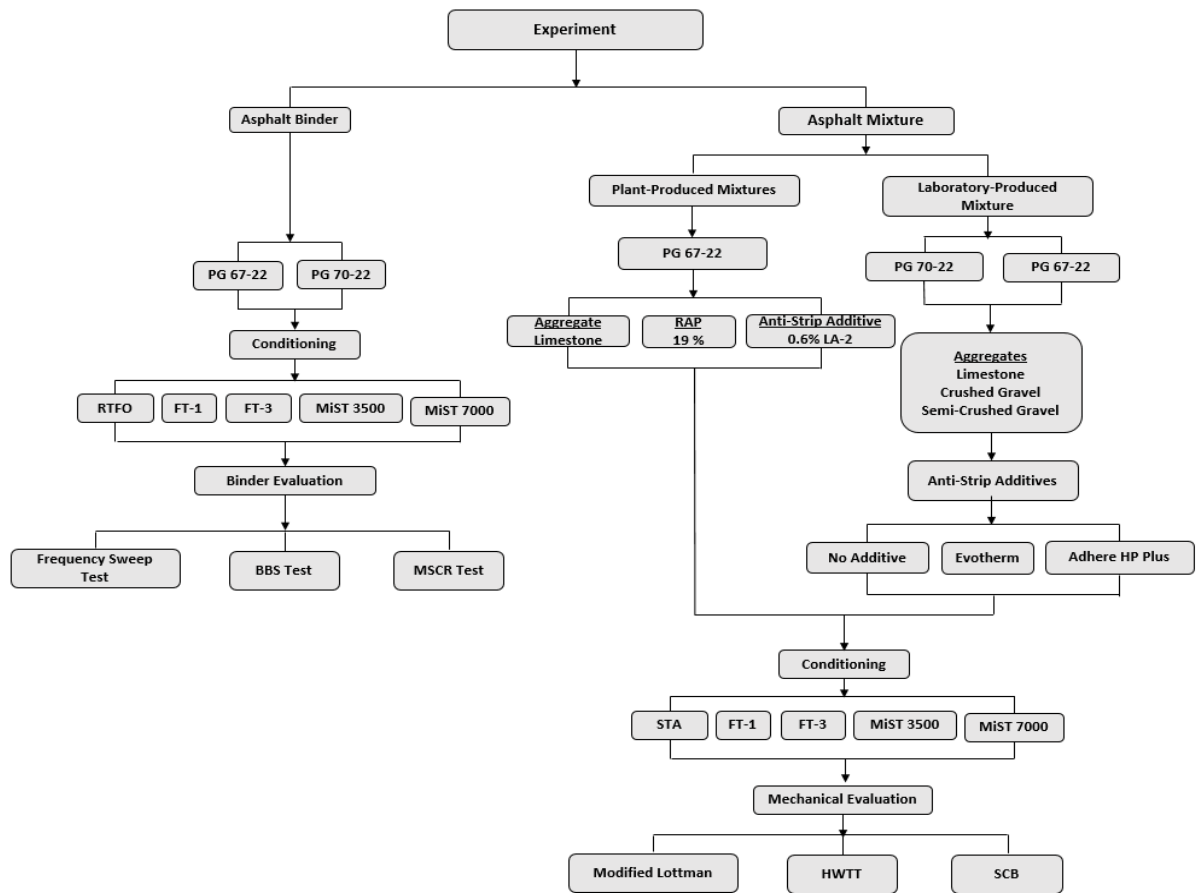 Experiment
Asphalt Binder
Asphalt Mixture
Plant-Produced Mixtures
Laboratory-Produced
Mixture
PG 67-22
PG 70-22
PG 67-22
PG 70-22
PG 67-22
Aggregate
Limestone
RAP
19 %
Anti-Strip Additive
0.6% LA-2
Conditioning
Aggregates
Limestone
Crushed Gravel
Semi-Crushed Gravel
RTFO
FT-1
FT-3
MiST 3500
MiST 7000
Binder Evaluation
Anti-Strip Additives
Frequency Sweep
Test
BBS Test
MSCR Test
No Additive
Evotherm
Adhere HP Plus
Conditioning
STA
FT-1
FT-3
MiST 3500
MiST 7000
Mechanical Evaluation
Modified Lottman
HWTT
SCB